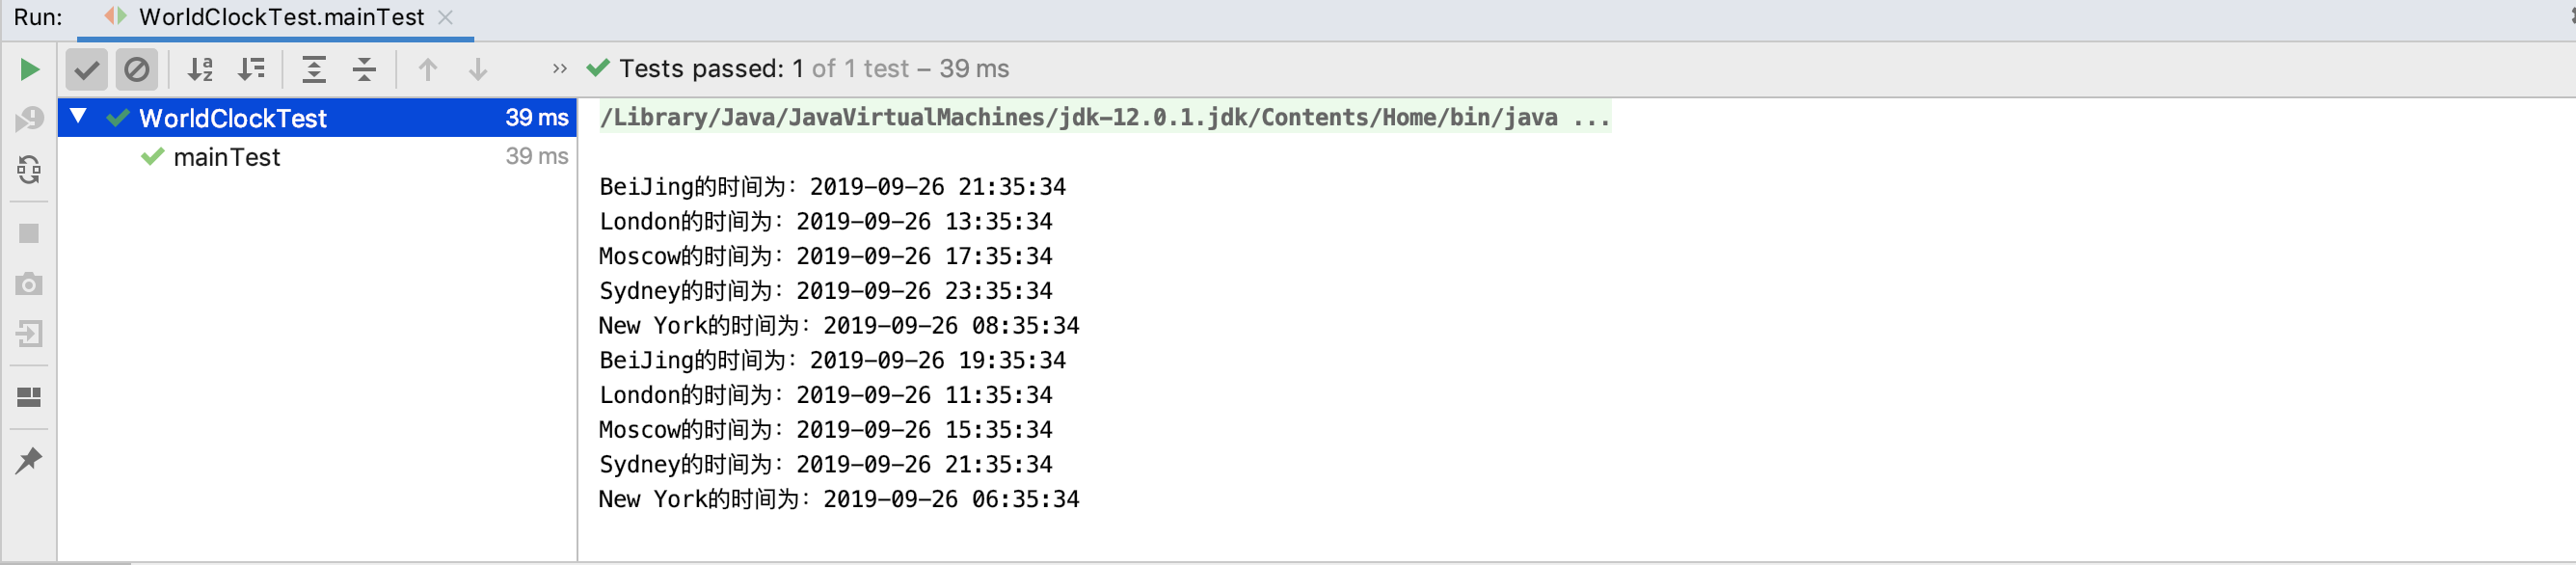 Run: WorldClockTest.mainTest
Tests passed: 1 of 1 test – 39 ms
WorldClockTest 39 ms
mainTest 39 ms
/Library/Java/JavaVirtualMachines/jdk-12.0.1.jdk/Contents/Home/bin/java ...
BeiJing的时间为：2019-09-26 21:35:34
London的时间为：2019-09-26 13:35:34
Moscow的时间为：2019-09-26 17:35:34
Sydney的时间为：2019-09-26 23:35:34
New York的时间为：2019-09-26 08:35:34
BeiJing的时间为：2019-09-26 19:35:34
London的时间为：2019-09-26 11:35:34
Moscow的时间为：2019-09-26 15:35:34
Sydney的时间为：2019-09-26 21:35:34
New York的时间为：2019-09-26 06:35:34